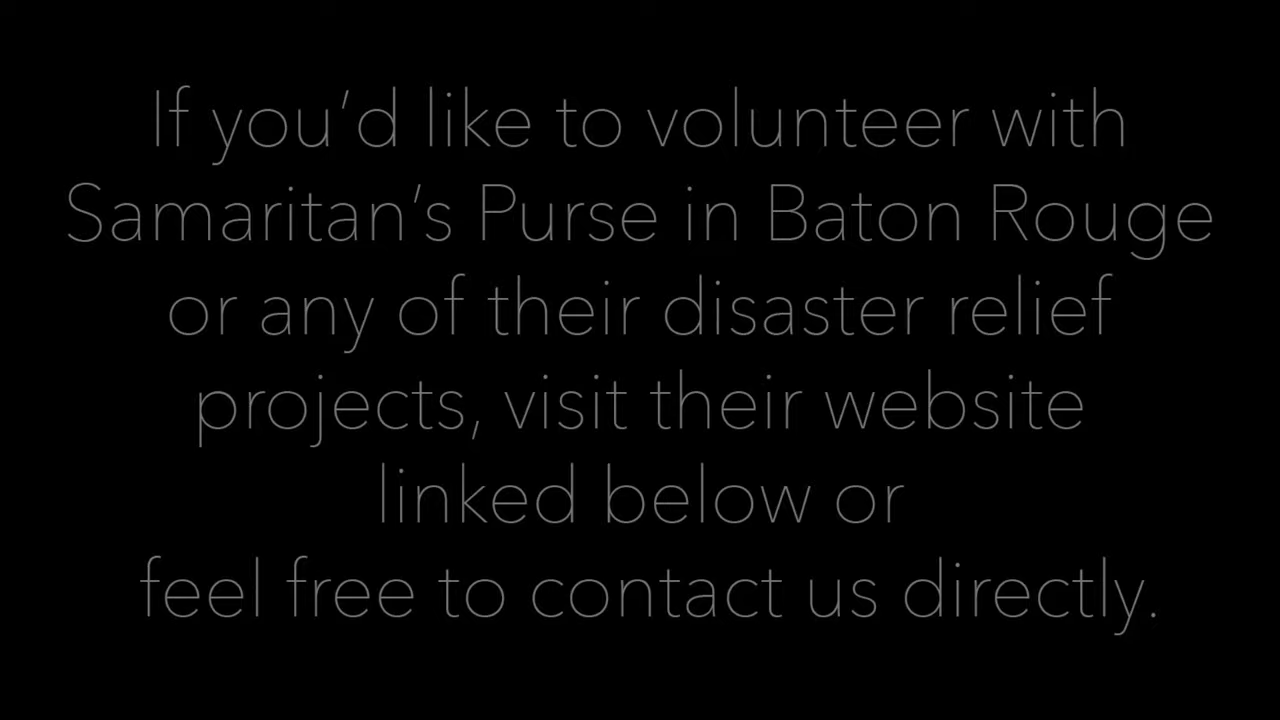 If you’d like to volunteer with
Samaritan’s Purse in Baton Rouge
or any of their disaster relief
projects, visit their website
linked below or
feel free to contact us directly.